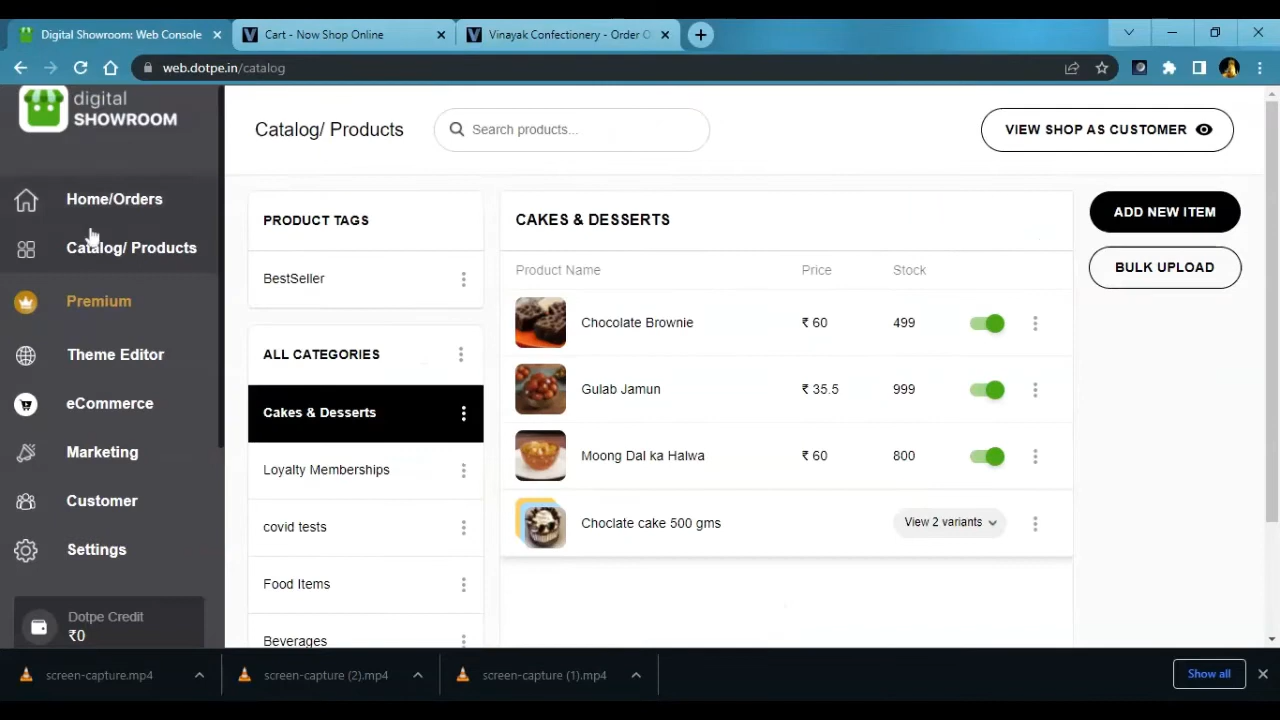 Digital Showroom: Web Console
Cart - Now Shop Online
Vinayak Confectionery - Order O
web.dotpe.in/catalog
digital
SHOWROOM
Home/Orders
Catalog/ Products
Premium
Theme Editor
eCommerce
Marketing
Customer
Settings
Dotpe Credit
₹0
Catalog/ Products
Search products...
VIEW SHOP AS CUSTOMER
PRODUCT TAGS
BestSeller
ALL CATEGORIES
Cakes & Desserts
Loyalty Memberships
covid tests
Food Items
Beverages
CAKES & DESSERTS
Product Name Price Stock
Chocolate Brownie ₹ 60 499
Gulab Jamun ₹ 35.5 999
Moong Dal ka Halwa ₹ 60 800
Choclate cake 500 gms View 2 variants
ADD NEW ITEM
BULK UPLOAD
screen-capture.mp4
screen-capture (2).mp4
screen-capture (1).mp4
Show all